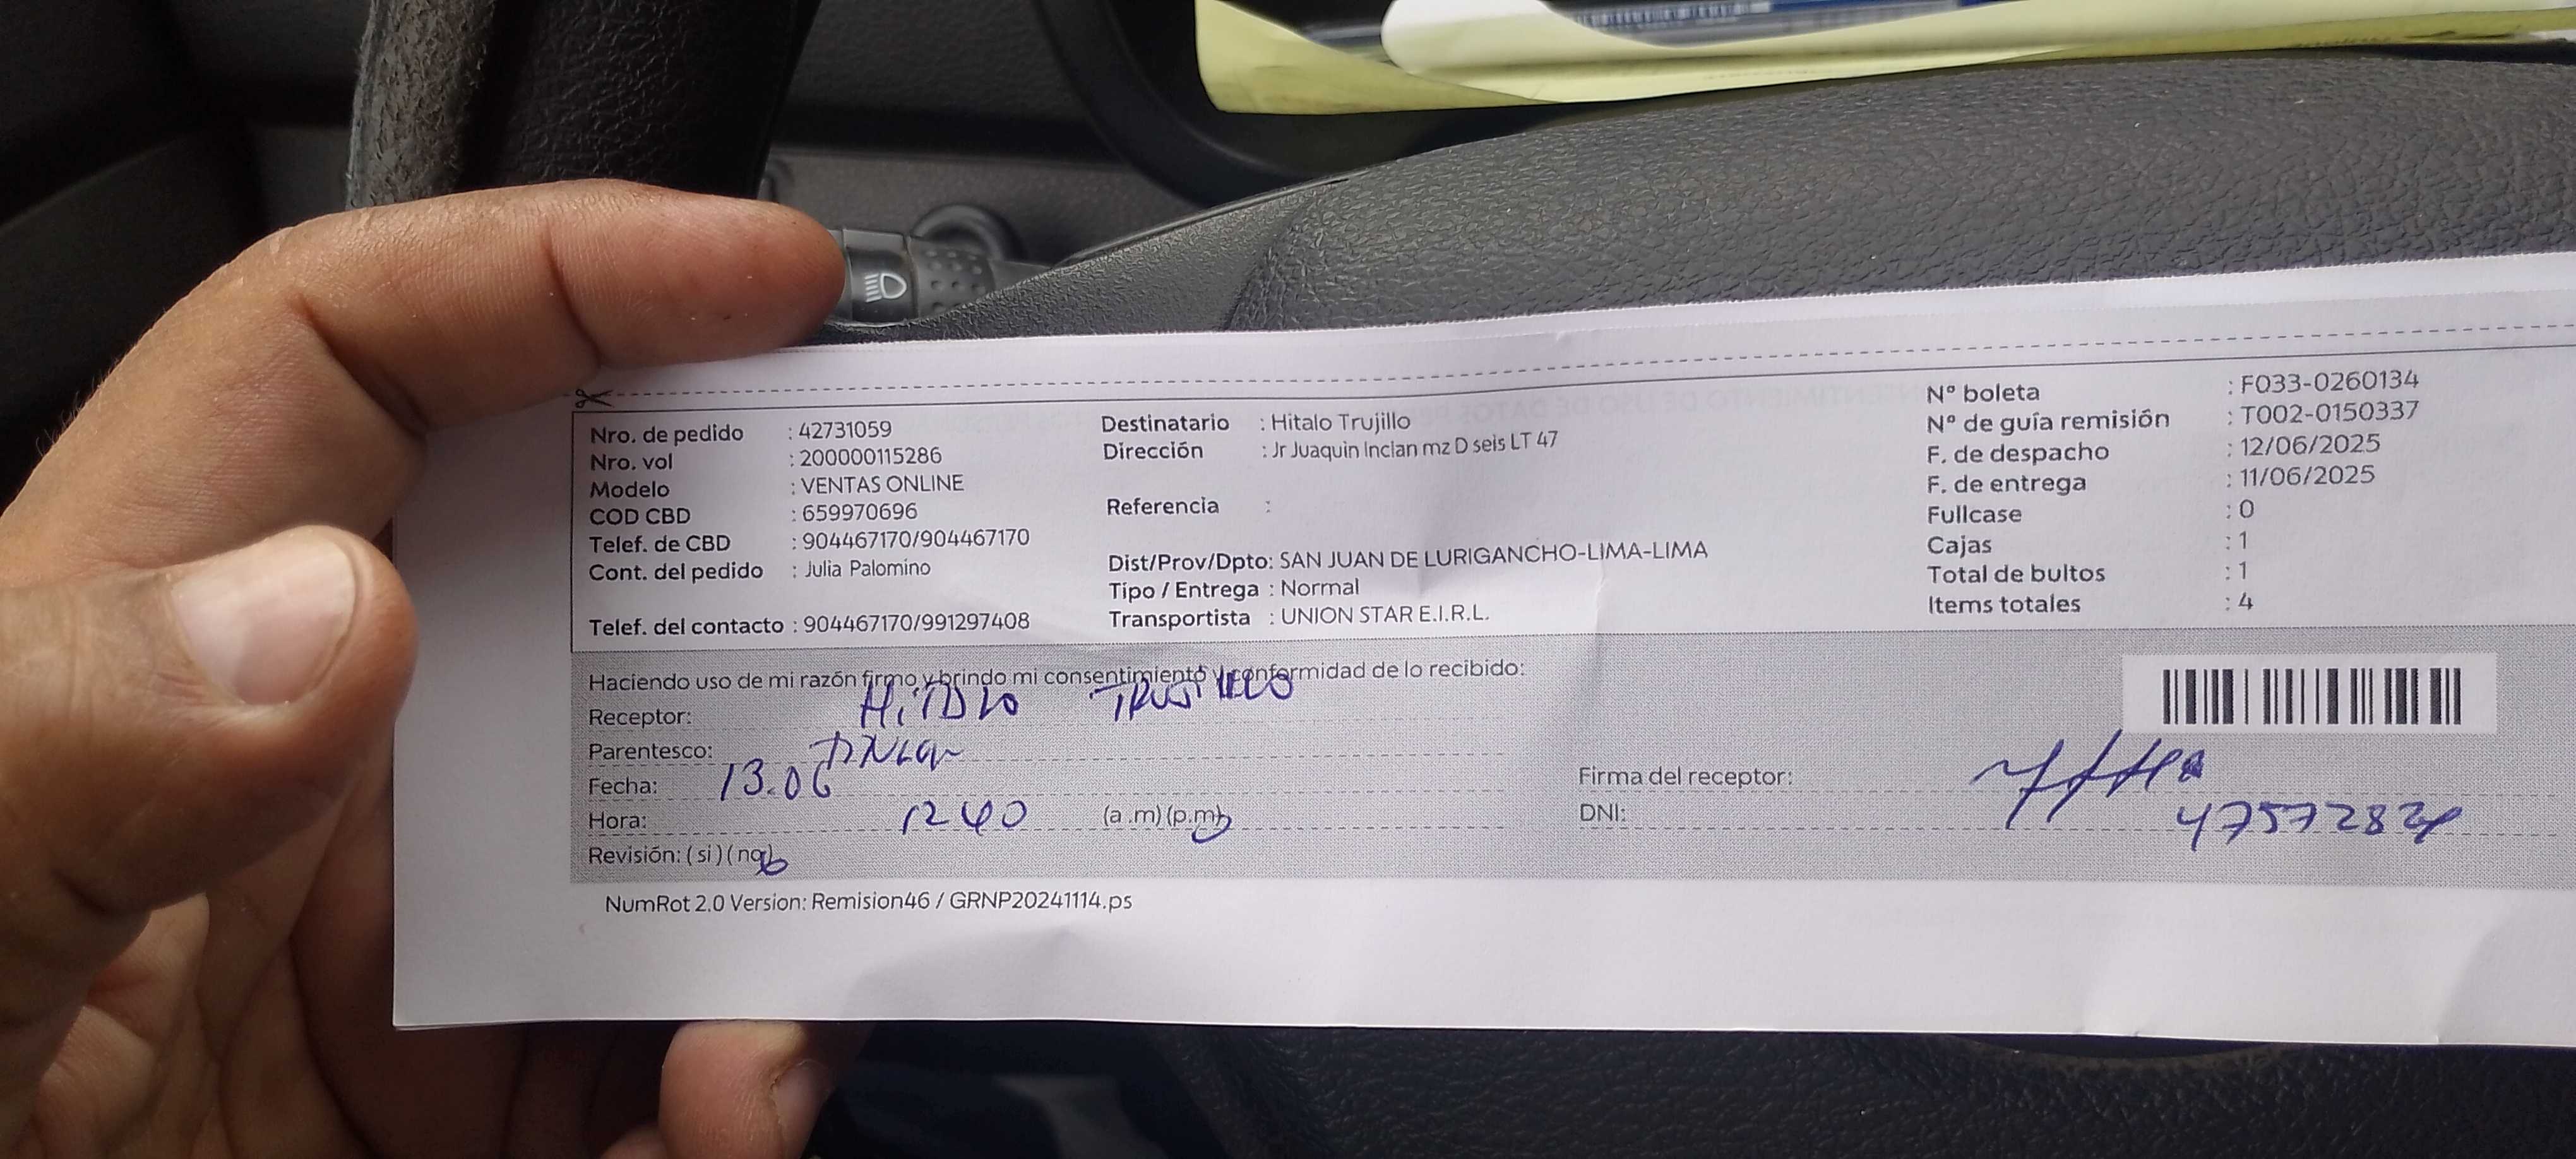 Nro. de pedido : 42731059
Nro. vol : 200000115286
Modelo : VENTAS ONLINE
COD CBD : 659970696
Telef. de CBD : 904467170/904467170
Cont. del pedido : Julia Palomino
Telef. del contacto : 904467170/991297408
Destinatario : Hitalo Trujillo
Dirección : Jr Juaquin Inclan mz D seis LT 47
Referencia :
Dist/Prov/Dpto: SAN JUAN DE LURIGANCHO-LIMA-LIMA
Tipo / Entrega : Normal
Transportista : UNION STAR E.I.R.L.
Nº boleta : F033-0260134
Nº de guía remisión : T002-0150337
F. de despacho : 12/06/2025
F. de entrega : 11/06/2025
Fullcase : 0
Cajas : 1
Total de bultos : 1
Items totales : 4
Haciendo uso de mi razón firmo y brindo mi consentimiento y conformidad de lo recibido:
Receptor: HiTALO TRUJILLO
Parentesco:
Fecha: 13.06
Hora: 1240 (a .m) (p.m)
Revisión: ( si ) ( no )
Firma del receptor:
DNI:
NumRot 2.0 Version: Remision46 / GRNP20241114.ps